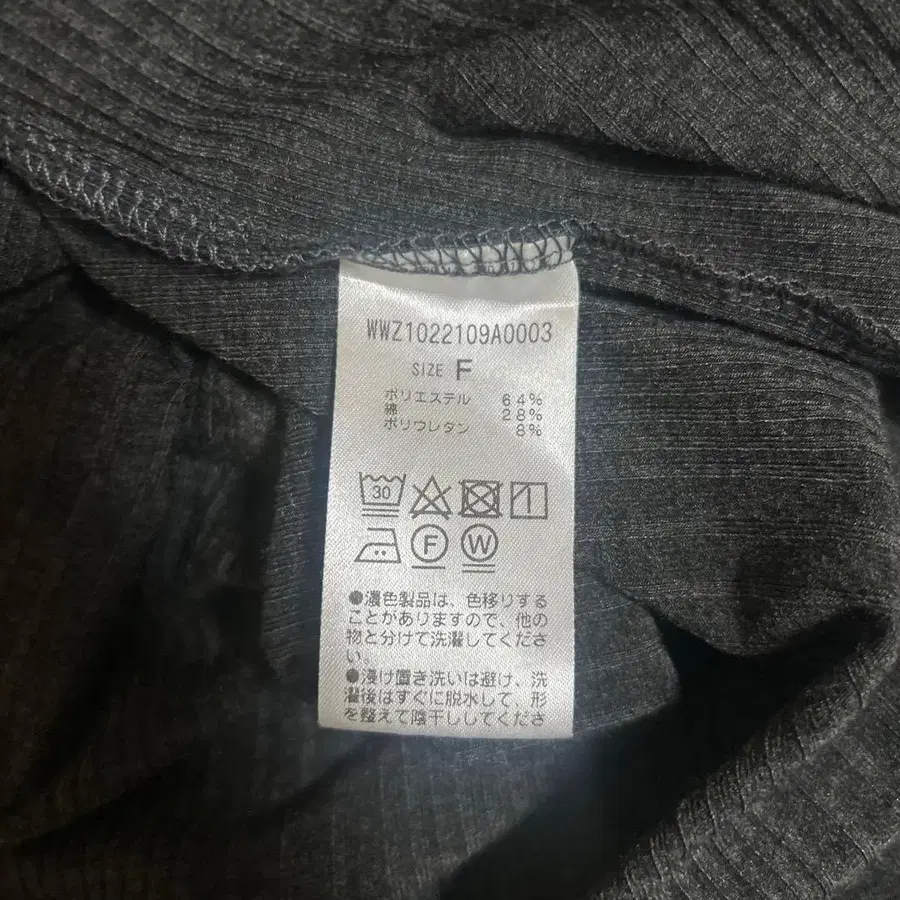 WWZ1022109A0003
SIZE F
ポリエステル 64%
綿 28%
ポリウレタン 8%
30
F W
●濃色製品は、色移りする
ことがありますので、他の
物と分けて洗濯してくださ
い。
●浸け置き洗いは避け、洗
濯後はすぐに脱水して、形
を整えて陰干ししてくださ